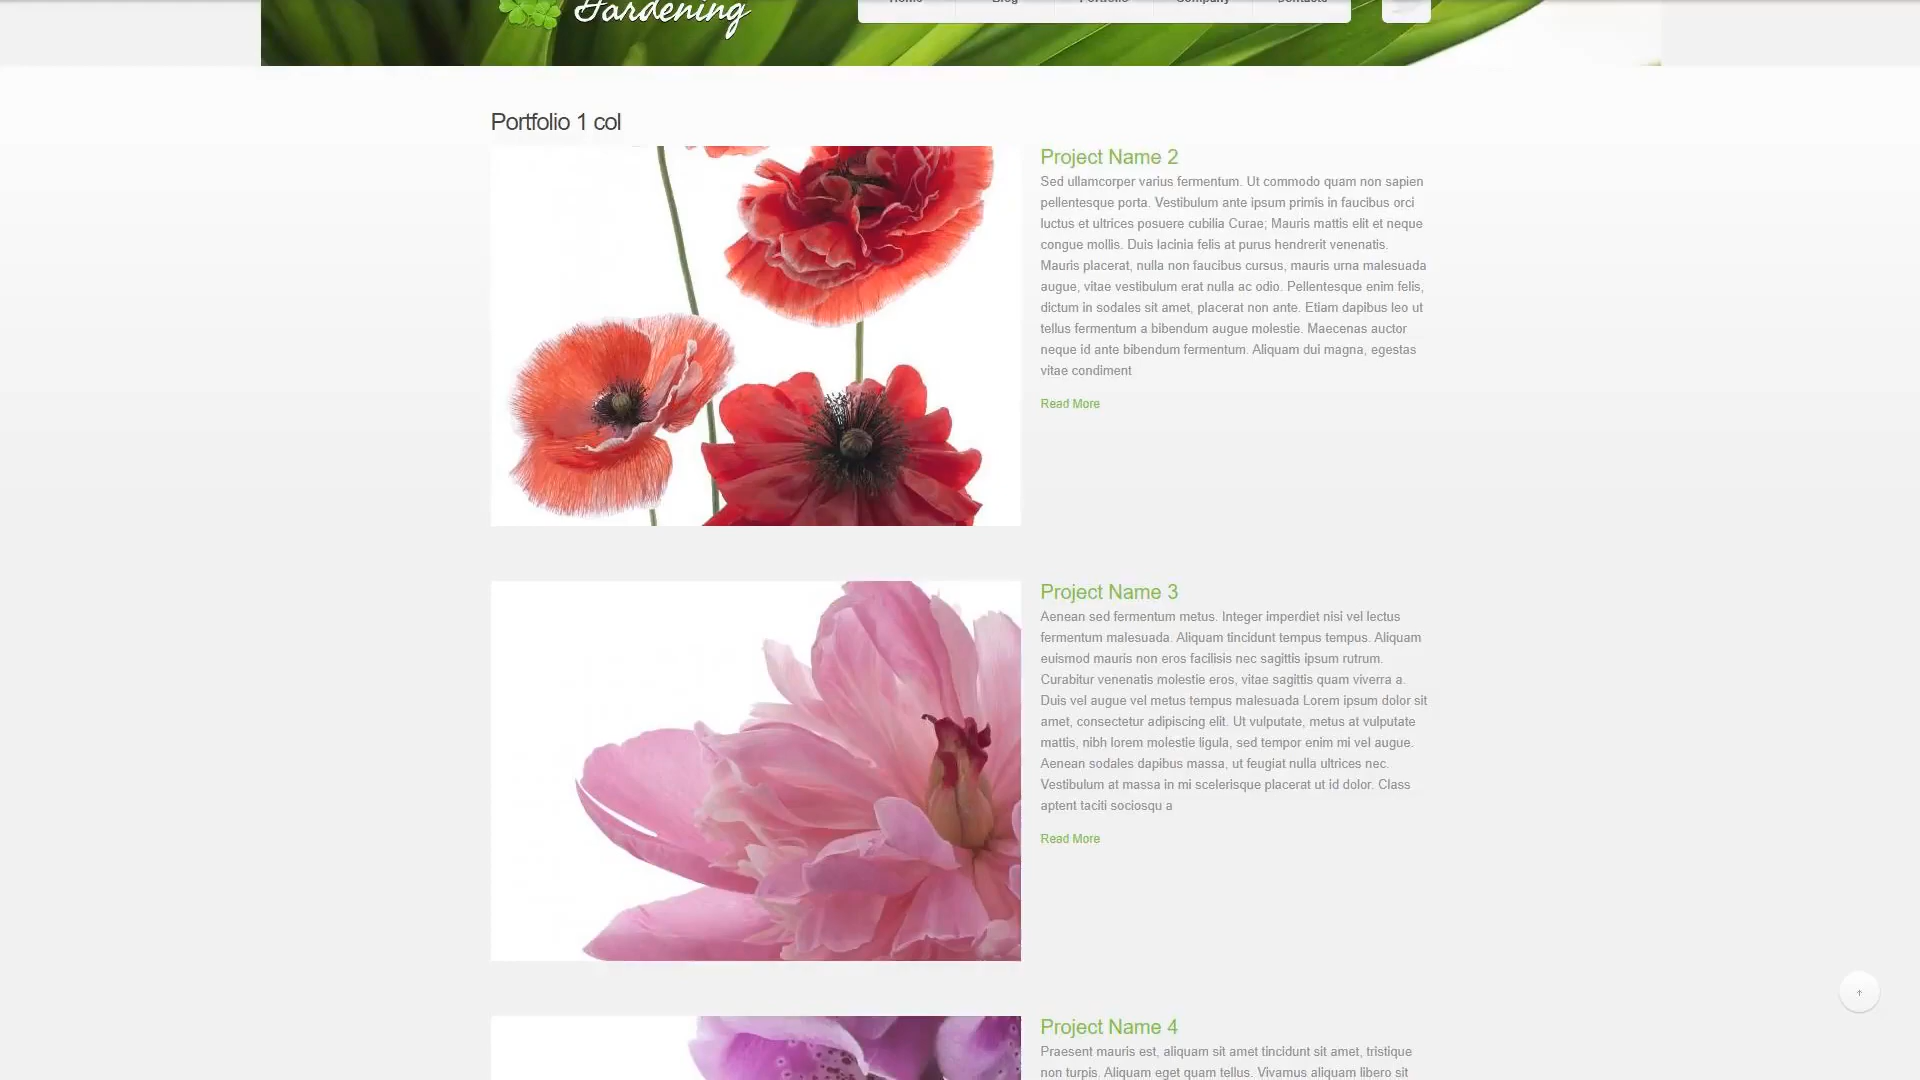 Gardening
Home Blog Portfolio Company Contacts
Portfolio 1 col
Project Name 2
Sed ullamcorper varius fermentum. Ut commodo quam non sapien
pellentesque porta. Vestibulum ante ipsum primis in faucibus orci
luctus et ultrices posuere cubilia Curae; Mauris mattis elit et neque
congue mollis. Duis lacinia felis at purus hendrerit venenatis.
Mauris placerat, nulla non faucibus cursus, mauris urna malesuada
augue, vitae vestibulum erat nulla ac odio. Pellentesque enim felis,
dictum in sodales sit amet, placerat non ante. Etiam dapibus leo ut
tellus fermentum a bibendum augue molestie. Maecenas auctor
neque id ante bibendum fermentum. Aliquam dui magna, egestas
vitae condiment
Read More
Project Name 3
Aenean sed fermentum metus. Integer imperdiet nisi vel lectus
fermentum malesuada. Aliquam tincidunt tempus tempus. Aliquam
euismod mauris non eros facilisis nec sagittis ipsum rutrum.
Curabitur venenatis molestie eros, vitae sagittis quam viverra a.
Duis vel augue vel metus tempus malesuada Lorem ipsum dolor sit
amet, consectetur adipiscing elit. Ut vulputate, metus at vulputate
mattis, nibh lorem molestie ligula, sed tempor enim mi vel augue.
Aenean sodales dapibus massa, ut feugiat nulla ultrices nec.
Vestibulum at massa in mi scelerisque placerat ut id dolor. Class
aptent taciti sociosqu a
Read More
Project Name 4
Praesent mauris est, aliquam sit amet tincidunt sit amet, tristique
non turpis. Aliquam eget quam tellus. Vivamus aliquam libero sit